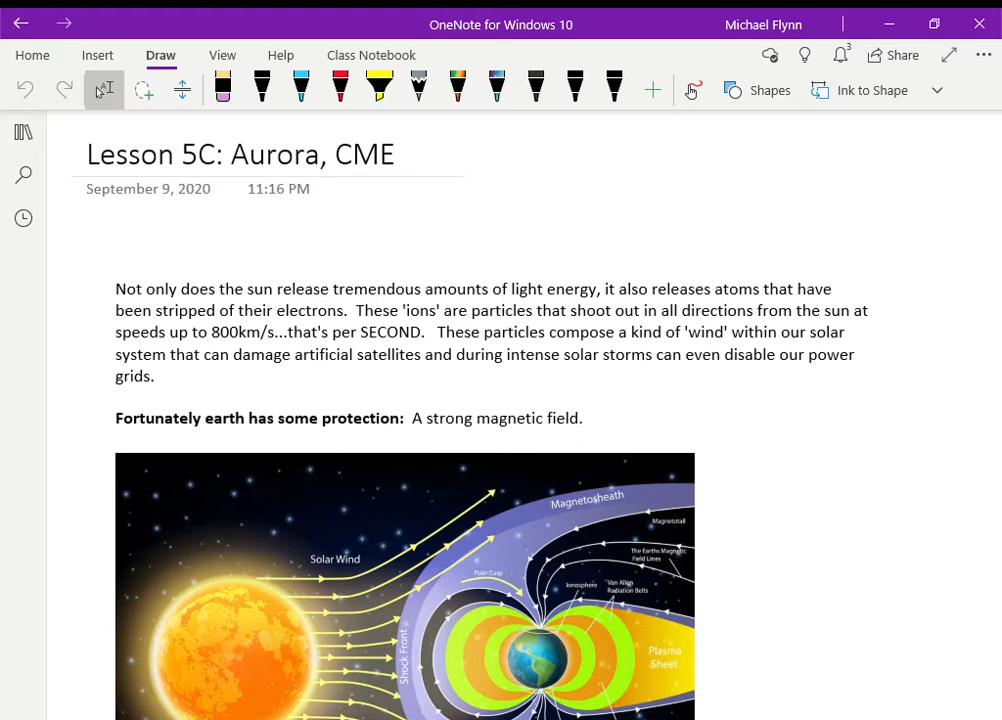 OneNote for Windows 10
Michael Flynn
Home
Insert
Draw
View
Help
Class Notebook
3
Share
Shapes
Ink to Shape
Lesson 5C: Aurora, CME
September 9, 2020
11:16 PM
Not only does the sun release tremendous amounts of light energy, it also releases atoms that have
been stripped of their electrons.  These 'ions' are particles that shoot out in all directions from the sun at
speeds up to 800km/s...that's per SECOND.   These particles compose a kind of 'wind' within our solar
system that can damage artificial satellites and during intense solar storms can even disable our power
grids.
Fortunately earth has some protection:  A strong magnetic field.
Magnetosheath
Magnetotail
Solar Wind
The Earths Magnetic
Field Lines
Polar Cusp
Ionosphere
Van Allen
Radiation Belts
Shock Front
Plasma
Sheet